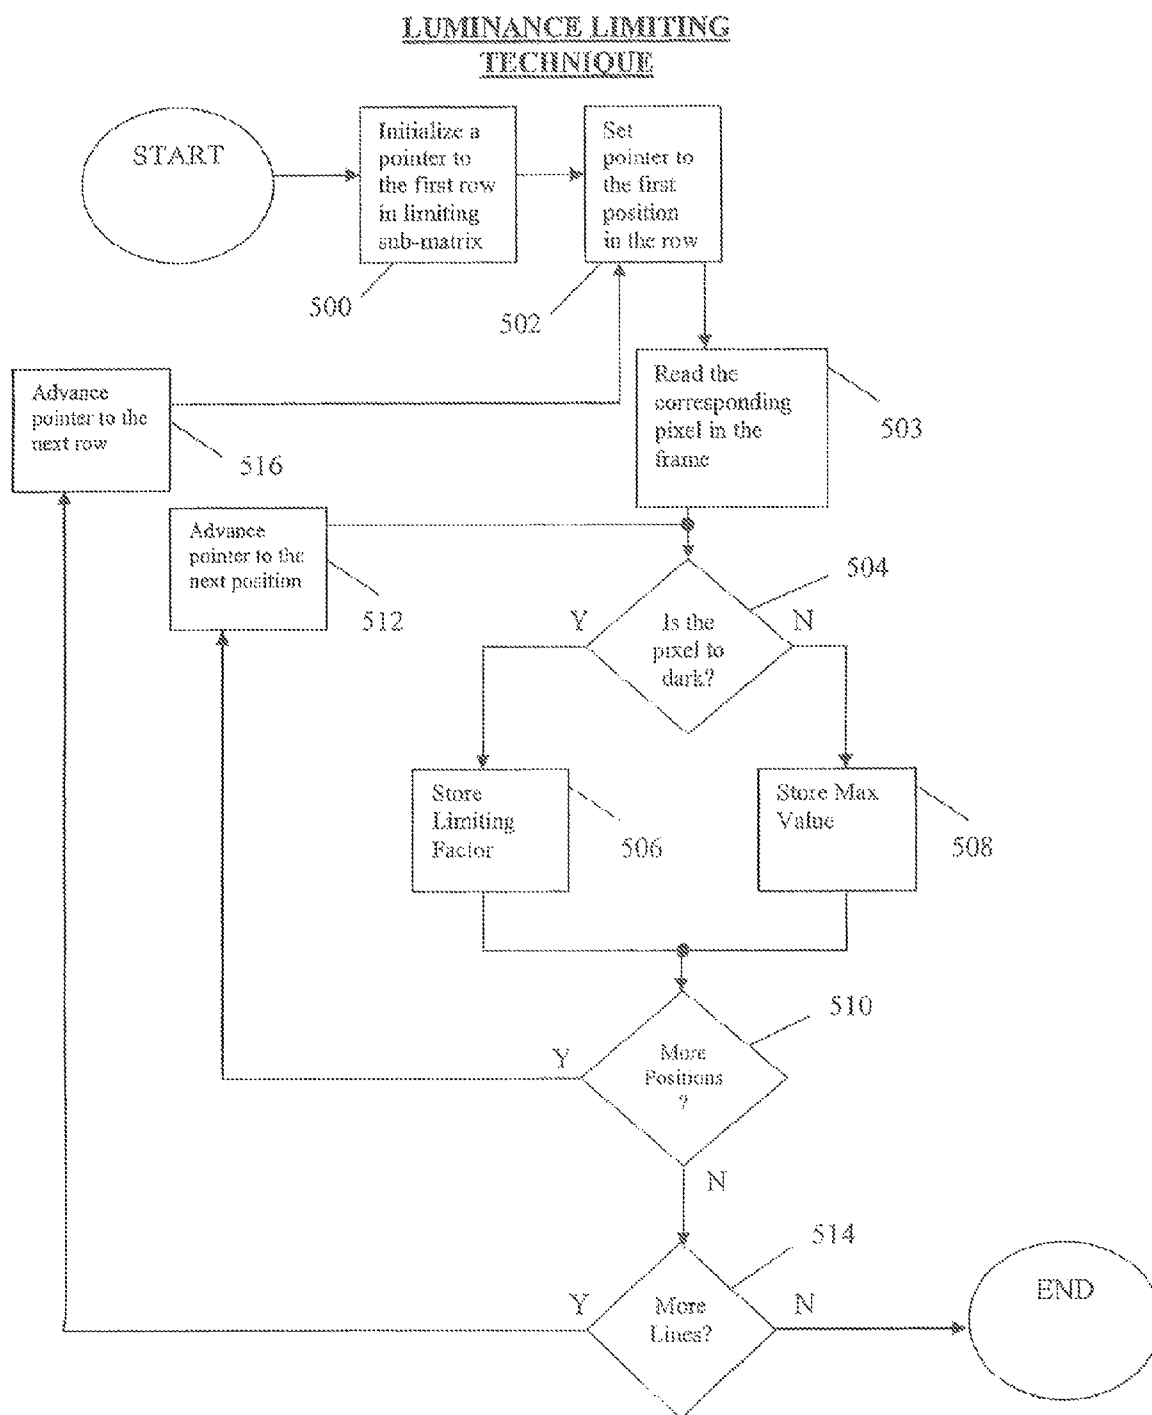 LUMINANCE LIMITING
TECHNIQUE
START
Initialize a
pointer to
the first row
in limiting
sub-matrix
500
Set
pointer to
the first
position
in the row
502
Read the
corresponding
pixel in the
frame
503
Advance
pointer to the
next row
516
Advance
pointer to the
next position
512
504
Y
Is the
pixel to
dark?
N
Store
Limiting
Factor
506
Store Max
Value
508
510
Y
More
Positions
?
N
514
Y
More
Lines?
N
END